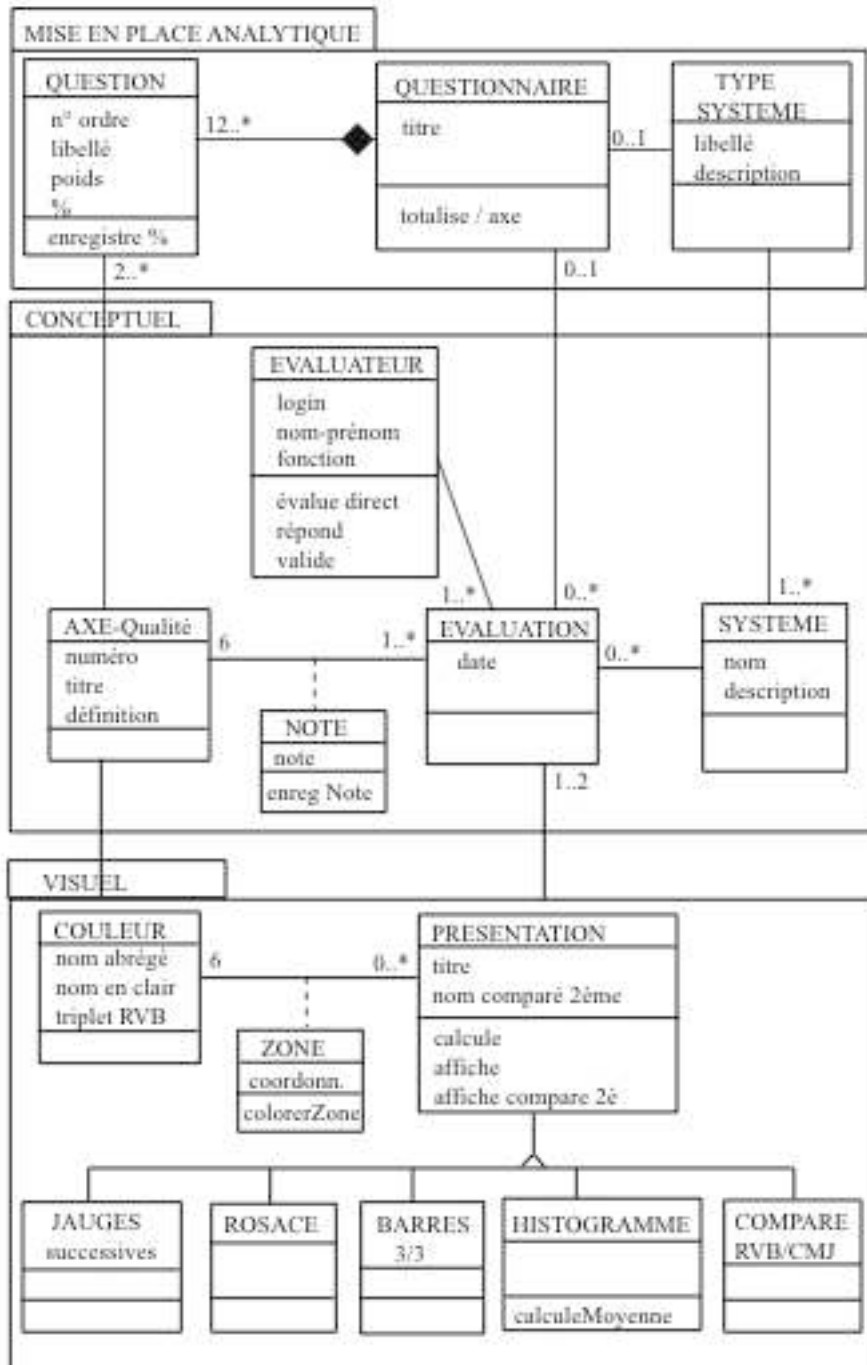 MISE EN PLACE ANALYTIQUE
QUESTION
n° ordre
libellé
poids
%
enregistre %
12..*
QUESTIONNAIRE
titre
totalise / axe
0..1
TYPE
SYSTEME
libellé
description
2..*
0..1
CONCEPTUEL
EVALUATEUR
login
nom-prénom
fonction
évalue direct
répond
valide
1..*
0..*
1..*
AXE-Qualité
numéro
titre
définition
6
1..*
NOTE
note
enreg Note
EVALUATION
date
0..*
SYSTEME
nom
description
1..2
VISUEL
COULEUR
nom abrégé
nom en clair
triplet RVB
6
0..*
ZONE
coordonn.
colorerZone
PRESENTATION
titre
nom comparé 2ème
calcule
affiche
affiche compare 2è
JAUGES
successives
ROSACE
BARRES
3/3
HISTOGRAMME
calculeMoyenne
COMPARE
RVB/CMJ